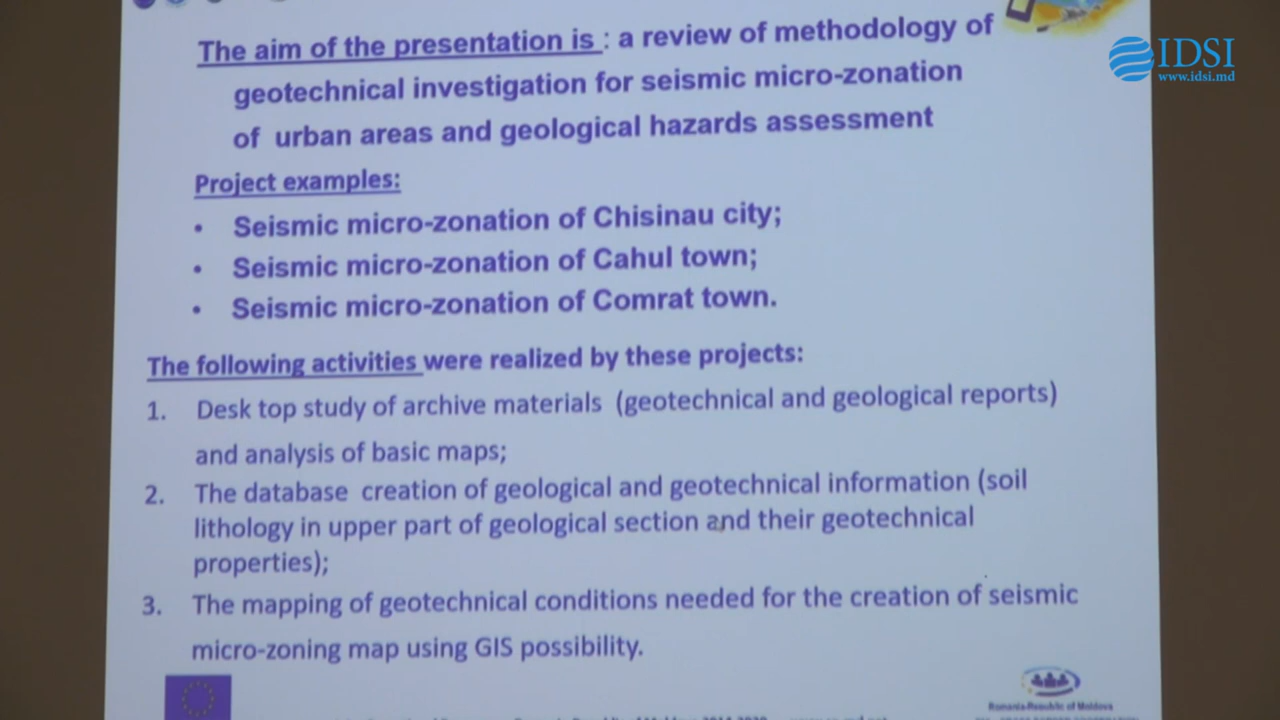 The aim of the presentation is : a review of methodology of
geotechnical investigation for seismic micro-zonation
of urban areas and geological hazards assessment
IDSI
www.idsi.md
Project examples:
• Seismic micro-zonation of Chisinau city;
• Seismic micro-zonation of Cahul town;
• Seismic micro-zonation of Comrat town.
The following activities were realized by these projects:
1. Desk top study of archive materials (geotechnical and geological reports)
and analysis of basic maps;
2. The database creation of geological and geotechnical information (soil
lithology in upper part of geological section and their geotechnical
properties);
3. The mapping of geotechnical conditions needed for the creation of seismic
micro-zoning map using GIS possibility.
Romania-Republic of Moldova